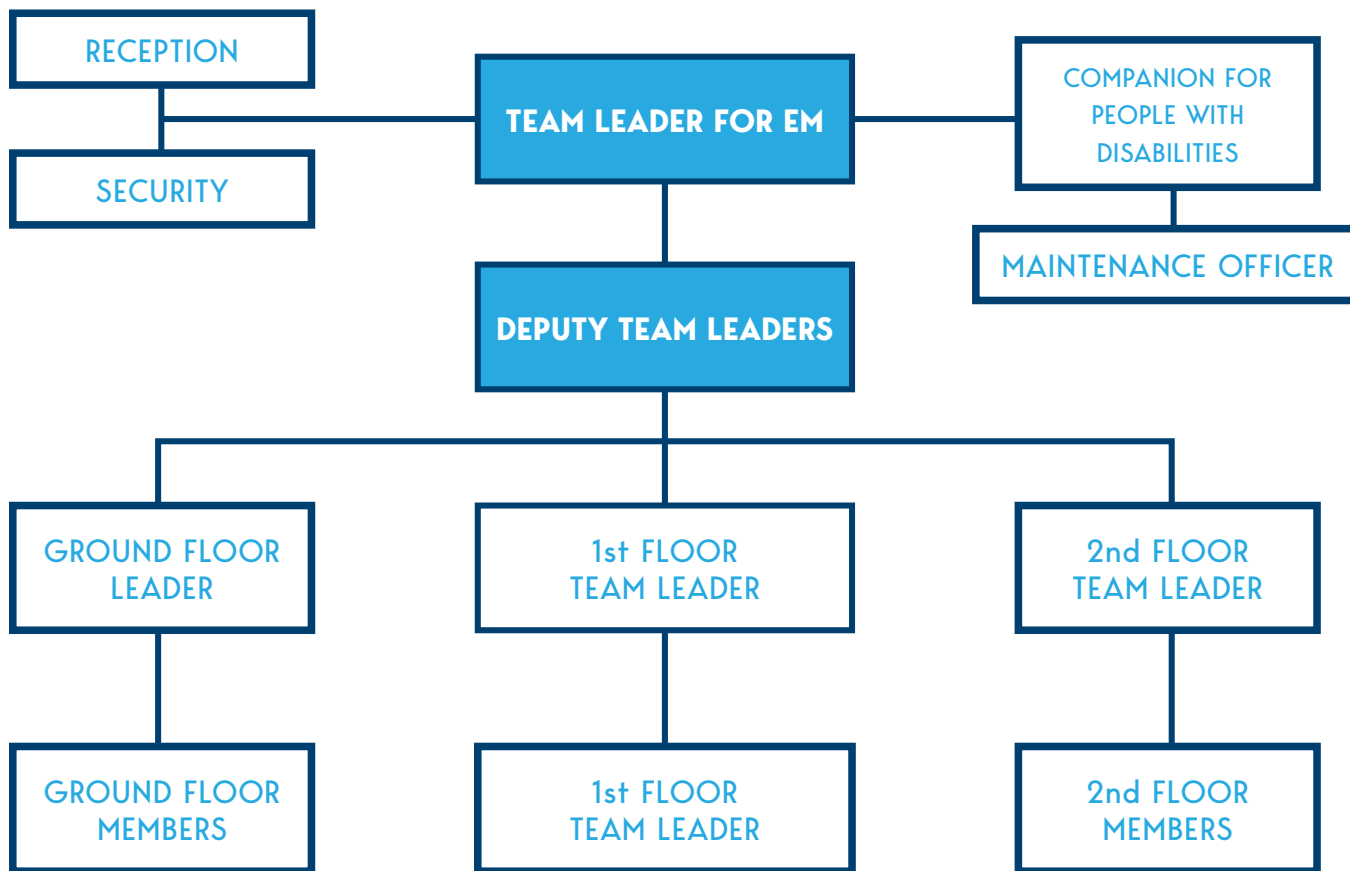 RECEPTION
TEAM LEADER FOR EM
COMPANION FOR
PEOPLE WITH
DISABILITIES
SECURITY
MAINTENANCE OFFICER
DEPUTY TEAM LEADERS
GROUND FLOOR
LEADER
1st FLOOR
TEAM LEADER
2nd FLOOR
TEAM LEADER
GROUND FLOOR
MEMBERS
1st FLOOR
TEAM LEADER
2nd FLOOR
MEMBERS